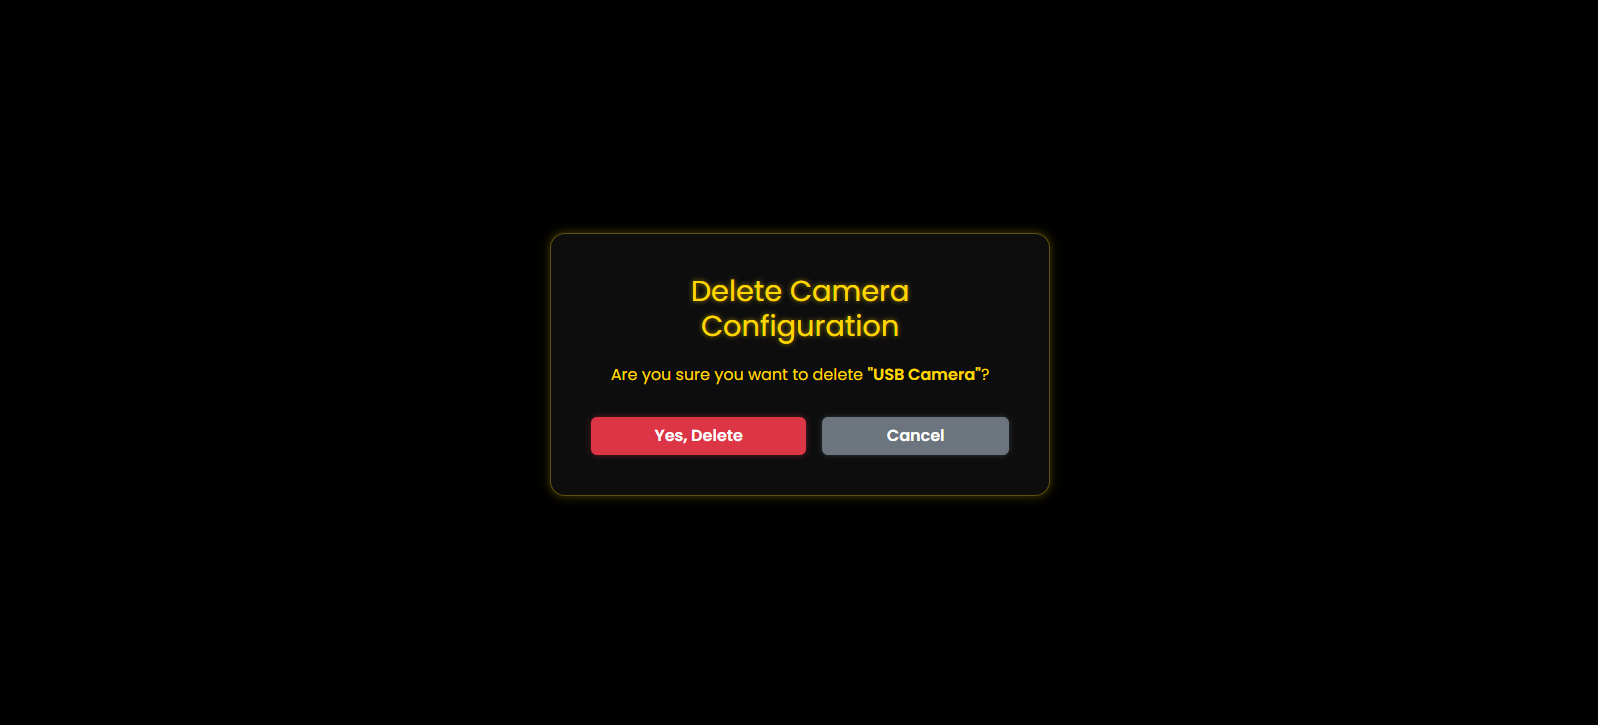 Delete Camera
Configuration
Are you sure you want to delete "USB Camera"?
Yes, Delete
Cancel